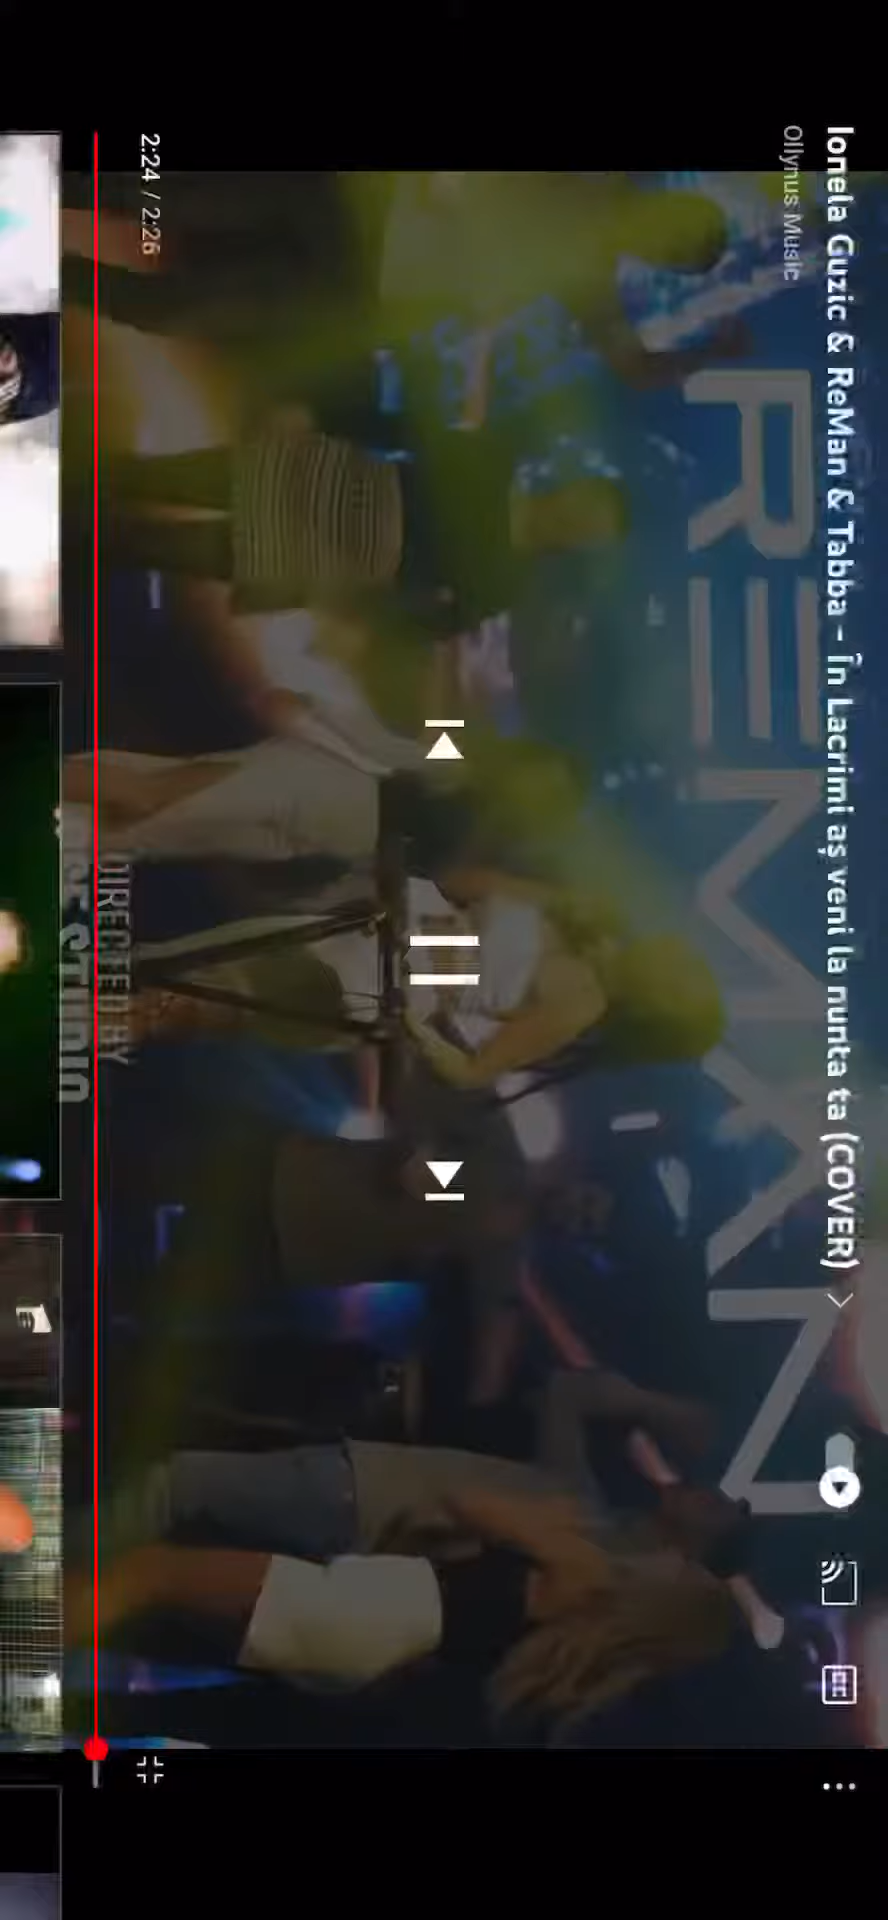 Ionela Guzic & ReMan & Tabba - În Lacrimi aș veni la nunta ta (COVER)
Ollynus Music
REMAN
DIRECTED BY
STUDIO
2:24 / 2:26